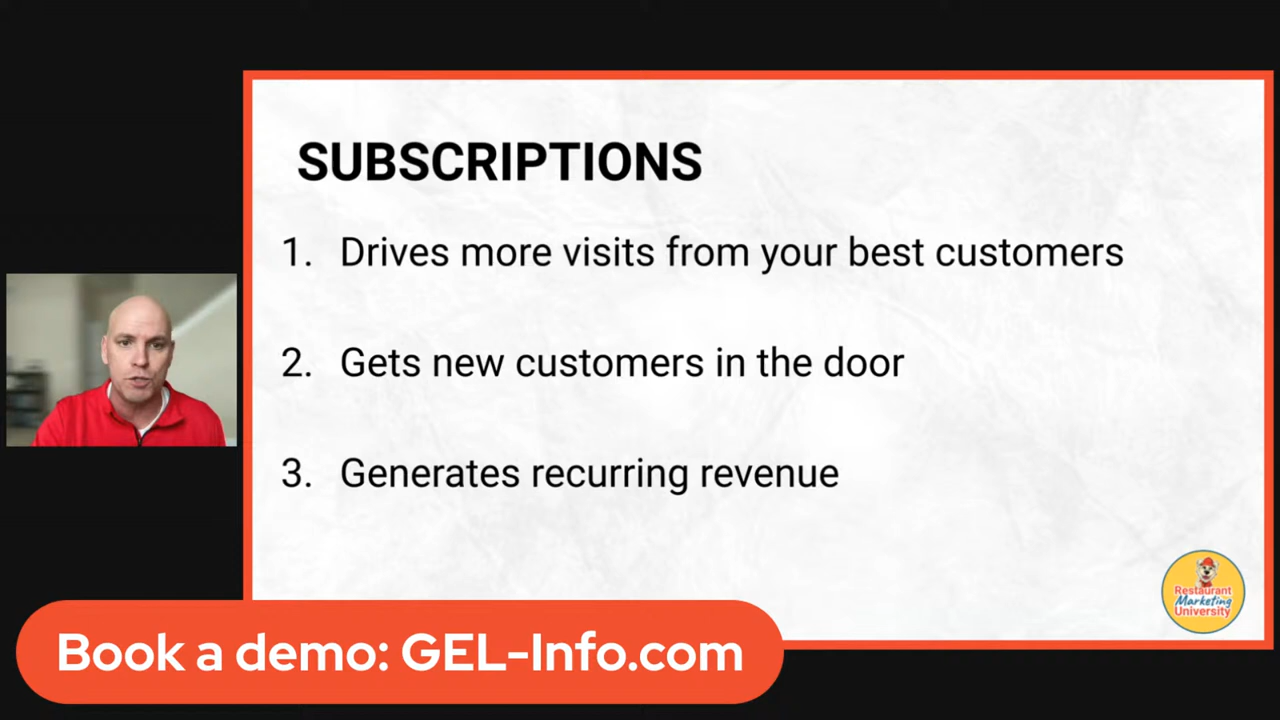 SUBSCRIPTIONS
1. Drives more visits from your best customers
2. Gets new customers in the door
3. Generates recurring revenue
Restaurant
Marketing
University
Book a demo: GEL-Info.com